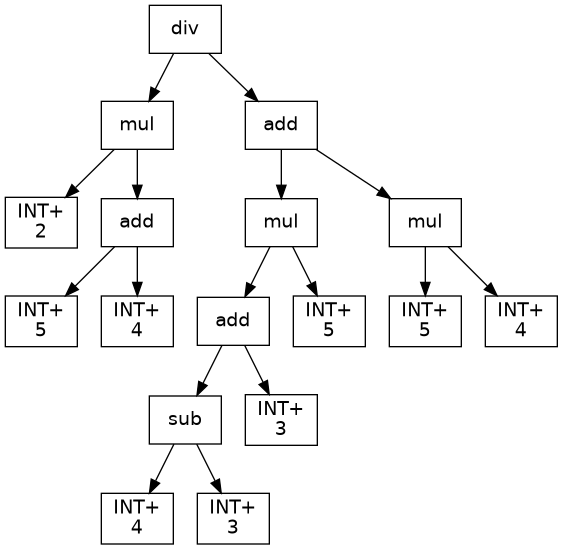 div
mul
add
INT+
2
add
mul
mul
INT+
5
INT+
4
add
INT+
5
INT+
5
INT+
4
sub
INT+
3
INT+
4
INT+
3